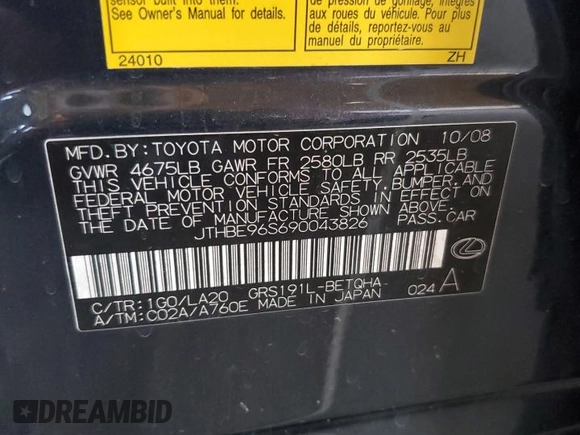 sensor built into them.
See Owner's Manual for details.
24010
pression de gonflage, intégrés
aux roues du véhicule. Pour plus
de détails, reportez-vous au
manuel du propriétaire.
ZH
MFD. BY: TOYOTA MOTOR CORPORATION 10/08
GVWR 4675LB GAWR FR 2580LB RR 2535LB
THIS VEHICLE CONFORMS TO ALL APPLICABLE
FEDERAL MOTOR VEHICLE SAFETY, BUMPER, AND
THEFT PREVENTION STANDARDS IN EFFECT ON
THE DATE OF MANUFACTURE SHOWN ABOVE.
JTHBE96S690043826 PASS. CAR
C/TR: 1G0/LA20 GRS191L-BETQHA
A/TM: C02A/A760E MADE IN JAPAN 024 A
DREAMBID